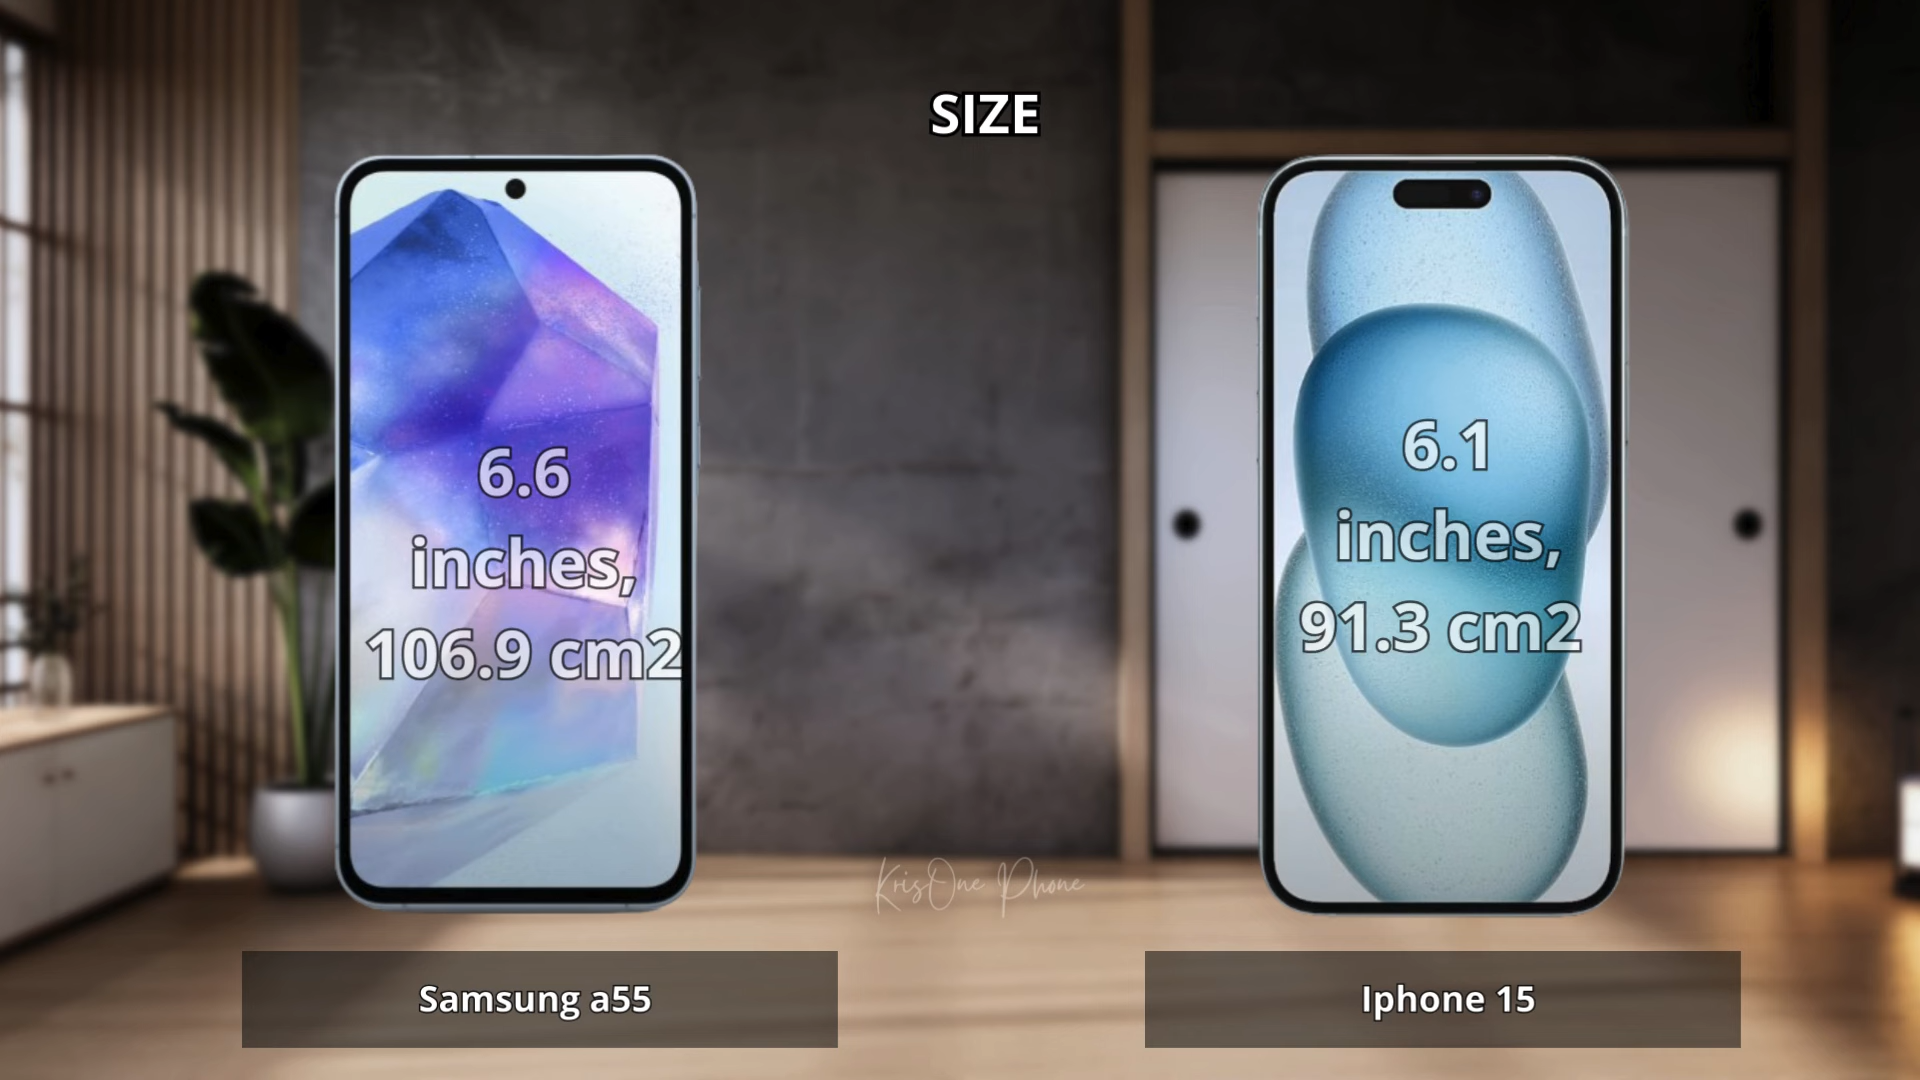 SIZE
6.6
inches,
106.9 cm2
6.1
inches,
91.3 cm2
KrisOne Phone
Samsung a55
Iphone 15